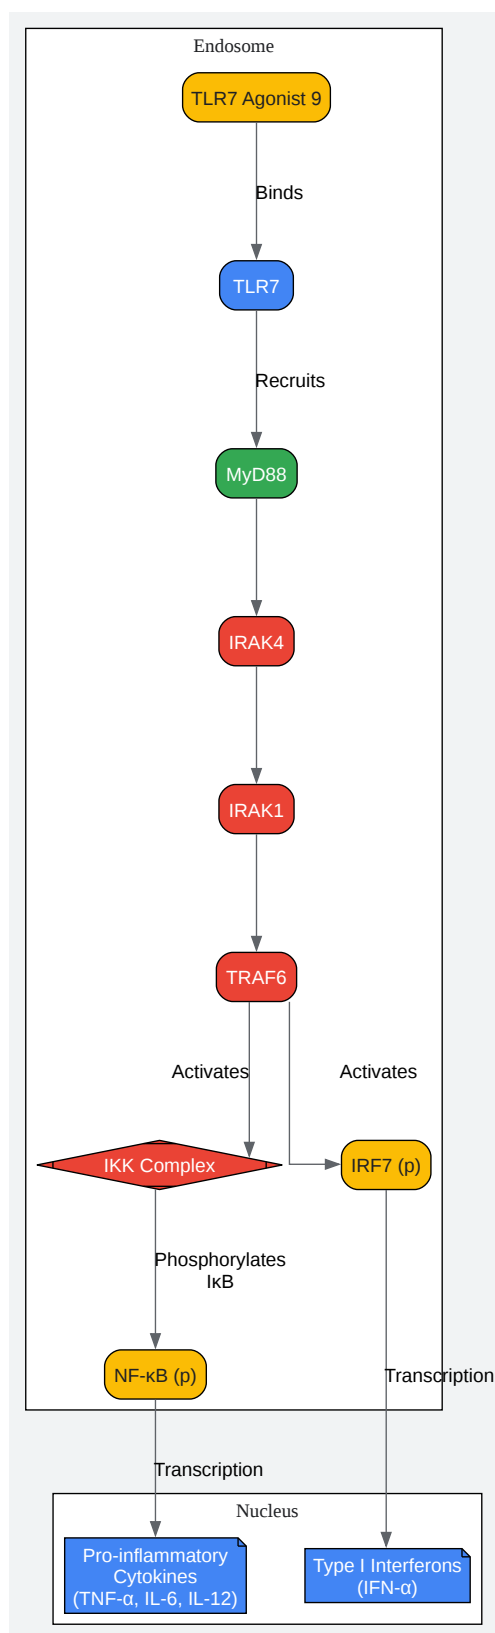 Endosome
TLR7 Agonist 9
Binds
TLR7
Recruits
MyD88
IRAK4
IRAK1
TRAF6
Activates
Activates
IKK Complex
IRF7 (p)
Phosphorylates
IκB
NF-κB (p)
Transcription
Transcription
Nucleus
Pro-inflammatory
Cytokines
(TNF-α, IL-6, IL-12)
Type I Interferons
(IFN-α)